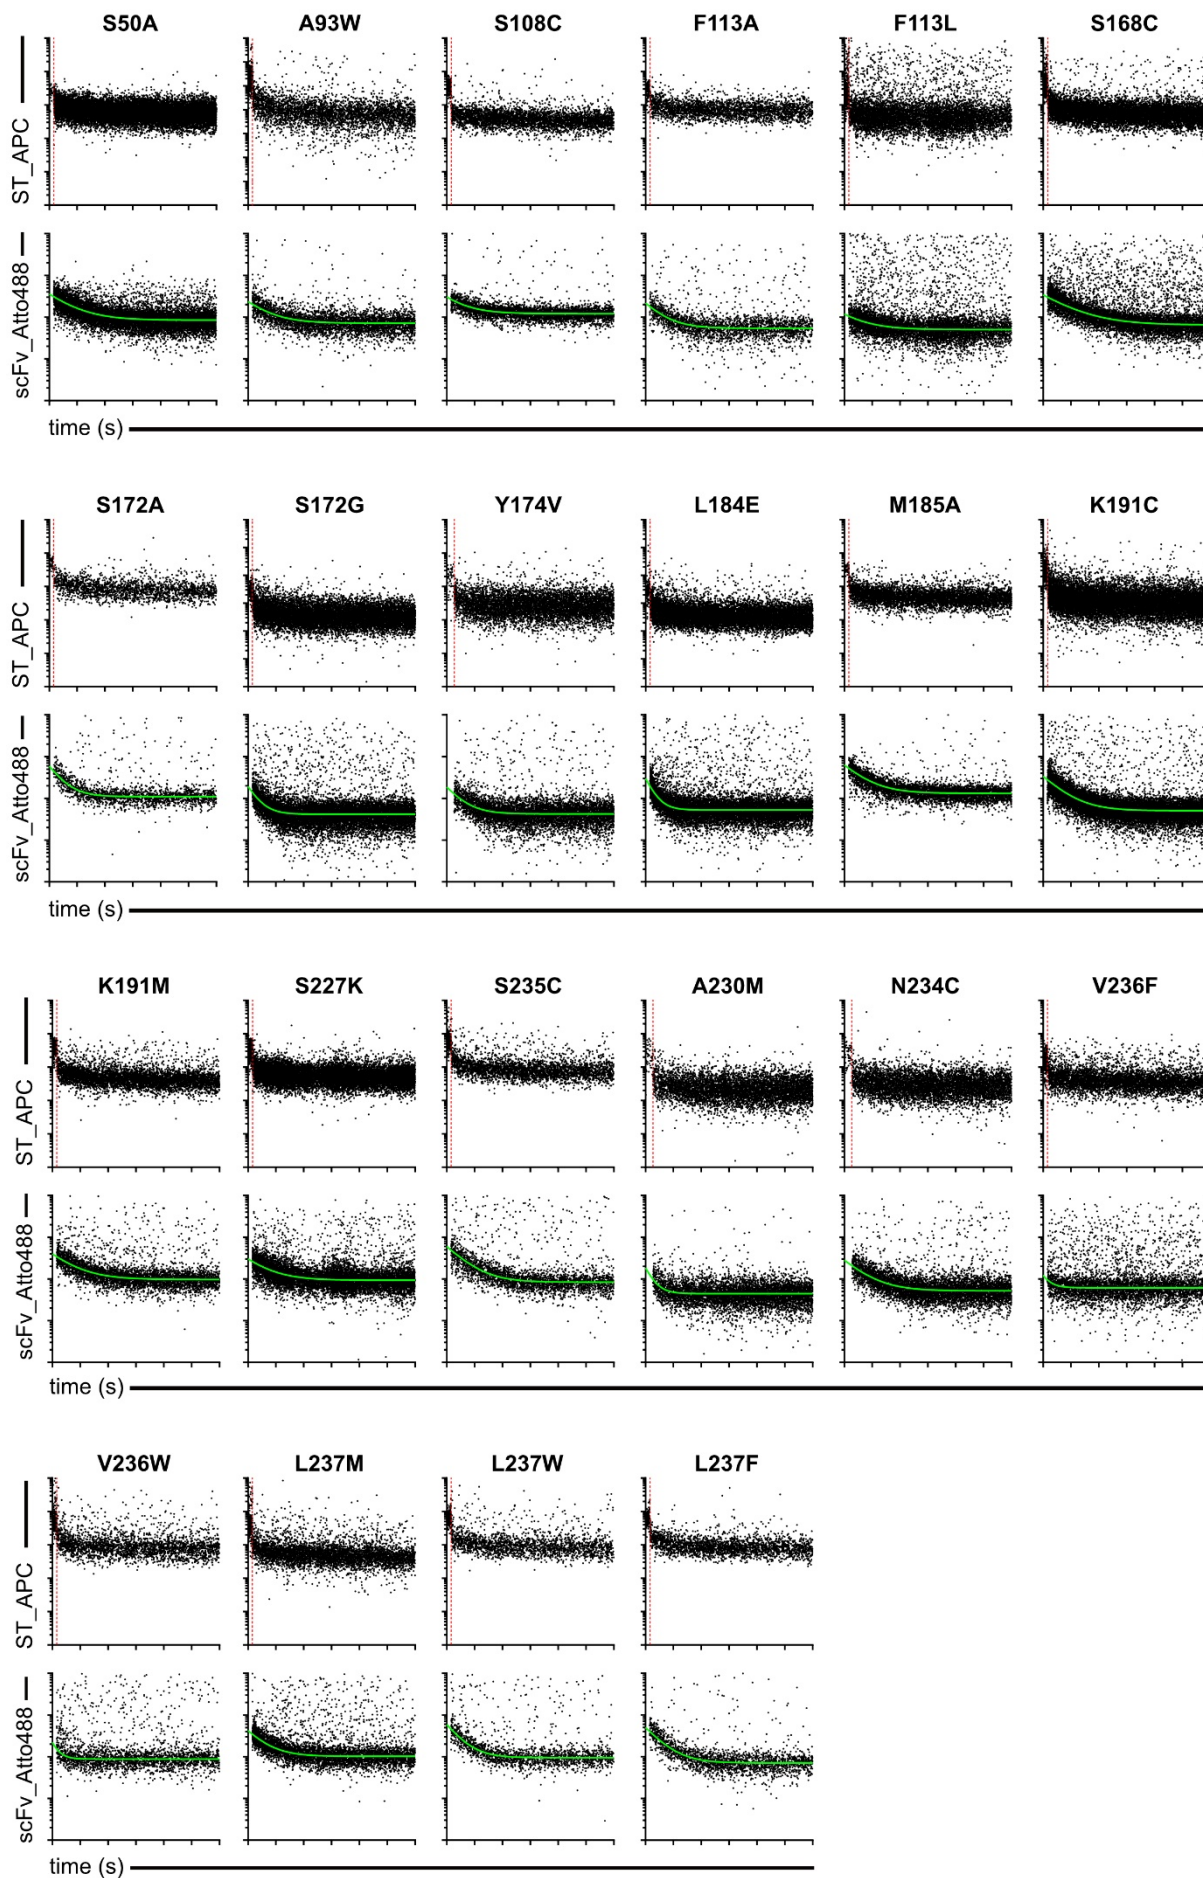 S50A A93W S108C F113A F113L S168C
ST_APC
scFv_Atto488
time (s)
S172A S172G Y174V L184E M185A K191C
ST_APC
scFv_Atto488
time (s)
K191M S227K S235C A230M N234C V236F
ST_APC
scFv_Atto488
time (s)
V236W L237M L237W L237F
ST_APC
scFv_Atto488
time (s)